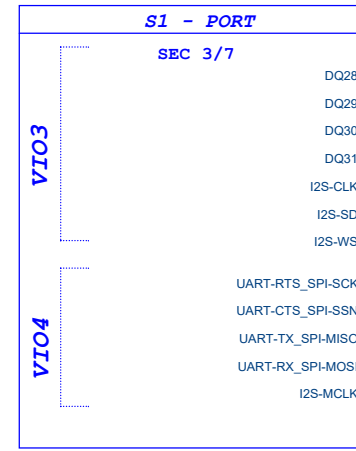 S1 - PORT
SEC 3/7
VIO3
DQ28
DQ29
DQ30
DQ31
I2S-CLK
I2S-SD
I2S-WS
VIO4
UART-RTS_SPI-SCK
UART-CTS_SPI-SSN
UART-TX_SPI-MISO
UART-RX_SPI-MOSI
I2S-MCLK